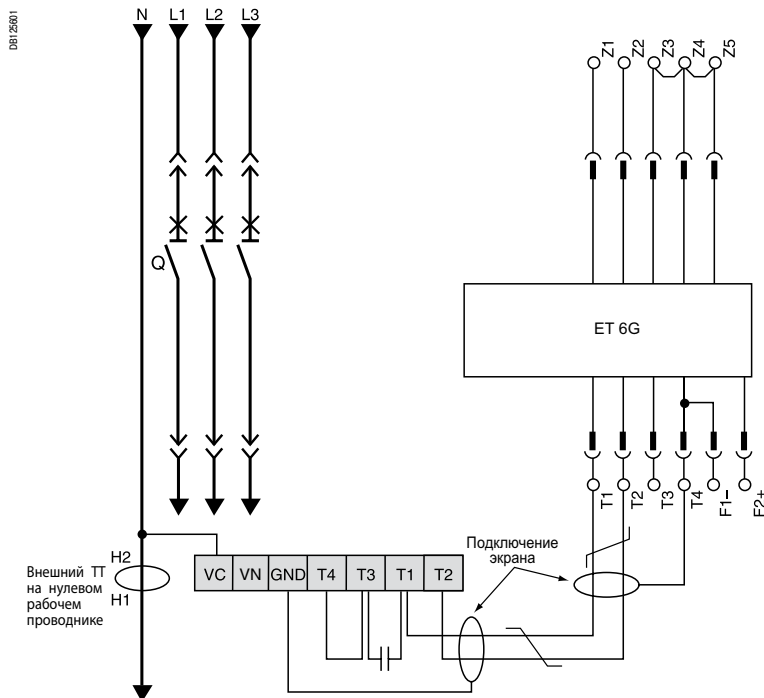 DB125601
N L1 L2 L3
Z1 Z2 Z3 Z4 Z5
Q
ET 6G
T1 T2 T3 T4 F1– F2+
H2
Внешний ТТ
на нулевом
рабочем
проводнике
H1
VC VN GND T4 T3 T1 T2
Подключение
экрана